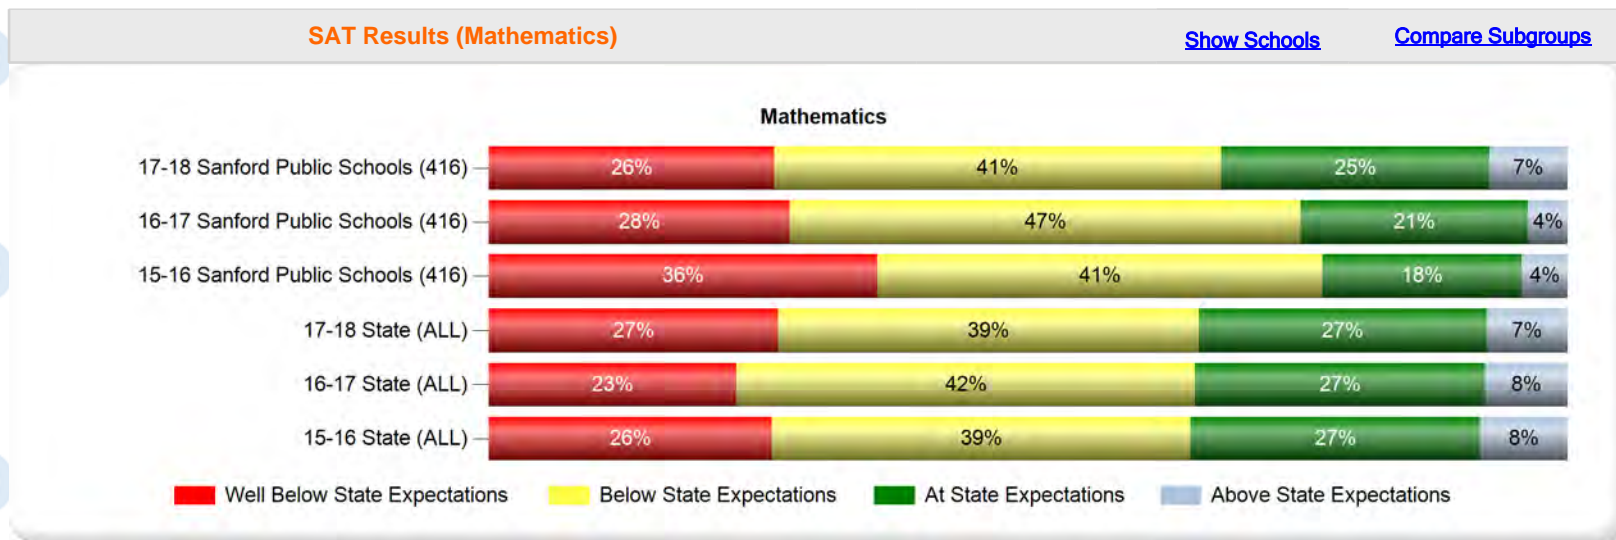 SAT Results (Mathematics) Show Schools Compare Subgroups
Mathematics
17-18 Sanford Public Schools (416) 26% 41% 25% 7%
16-17 Sanford Public Schools (416) 28% 47% 21% 4%
15-16 Sanford Public Schools (416) 36% 41% 18% 4%
17-18 State (ALL) 27% 39% 27% 7%
16-17 State (ALL) 23% 42% 27% 8%
15-16 State (ALL) 26% 39% 27% 8%
Well Below State Expectations Below State Expectations At State Expectations Above State Expectations